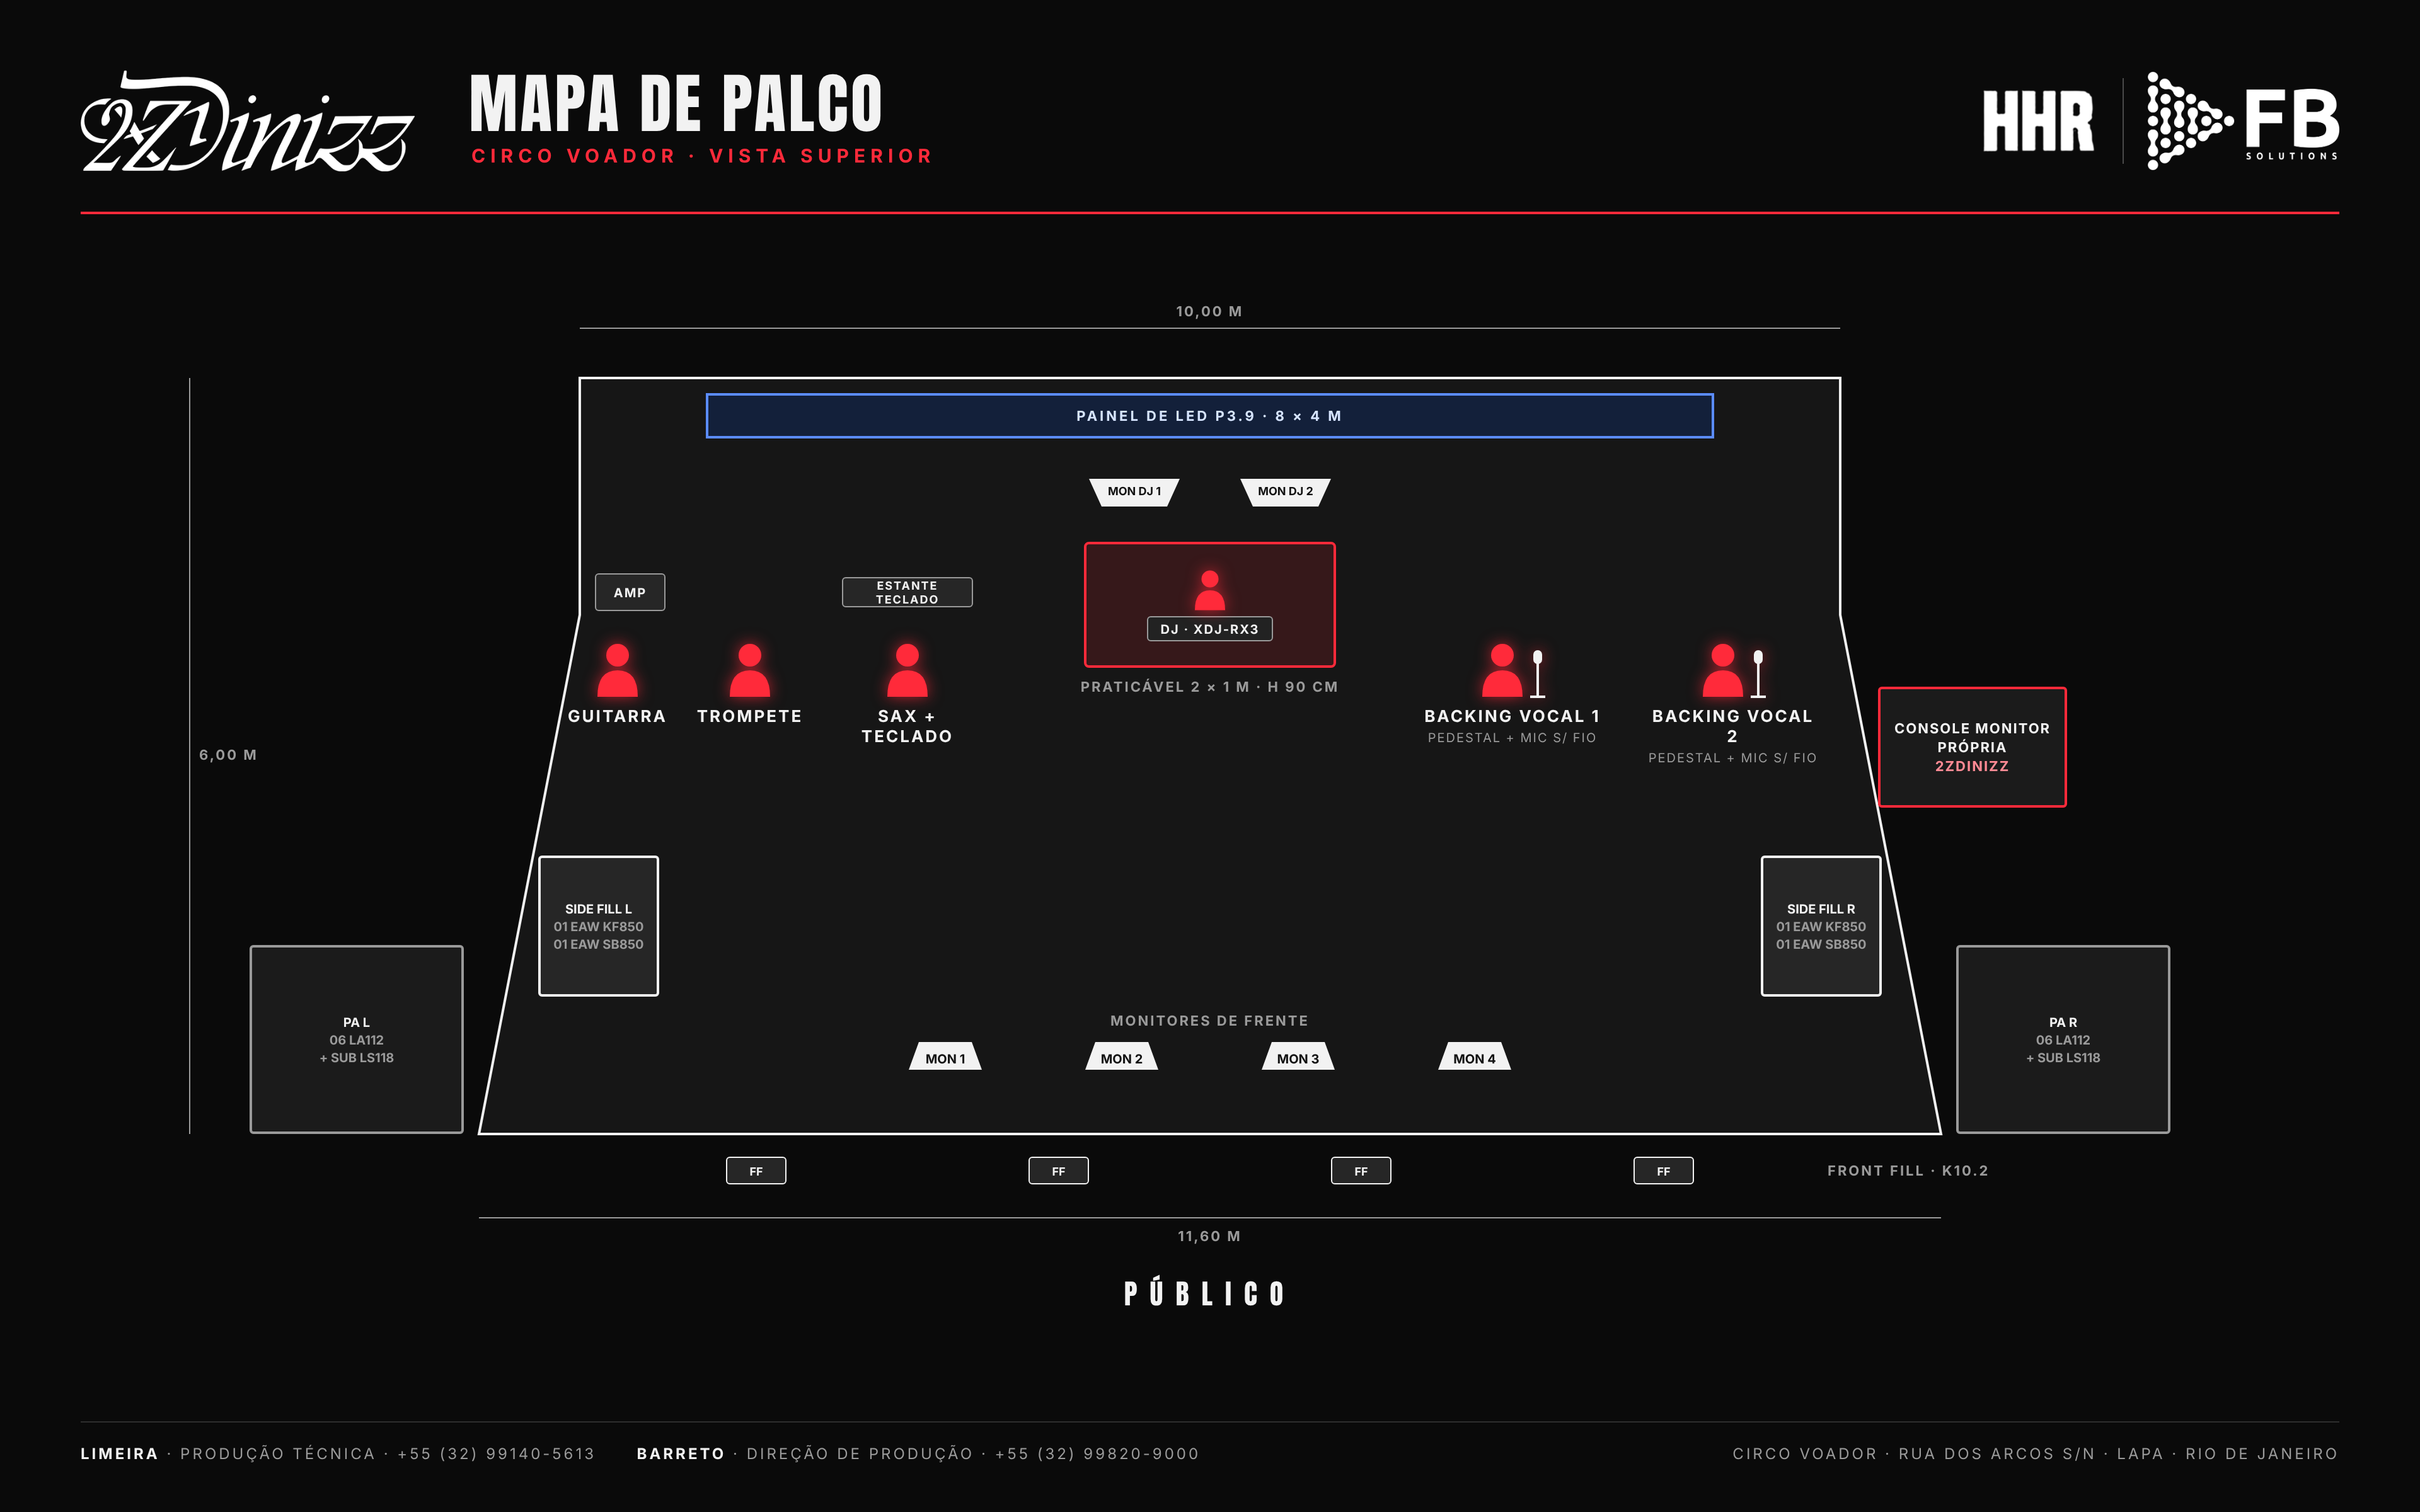 2ZDinizz
MAPA DE PALCO
CIRCO VOADOR · VISTA SUPERIOR
HHR
FB
SOLUTIONS
10,00 M
PAINEL DE LED P3.9 · 8 × 4 M
MON DJ 1
MON DJ 2
AMP
ESTANTE
TECLADO
DJ · XDJ-RX3
PRATICÁVEL 2 × 1 M · H 90 CM
GUITARRA
TROMPETE
SAX +
TECLADO
BACKING VOCAL 1
PEDESTAL + MIC S/ FIO
BACKING VOCAL
2
PEDESTAL + MIC S/ FIO
CONSOLE MONITOR
PRÓPRIA
2ZDINIZZ
6,00 M
SIDE FILL L
01 EAW KF850
01 EAW SB850
SIDE FILL R
01 EAW KF850
01 EAW SB850
PA L
06 LA112
+ SUB LS118
MONITORES DE FRENTE
MON 1
MON 2
MON 3
MON 4
PA R
06 LA112
+ SUB LS118
FF
FF
FF
FF
FRONT FILL · K10.2
11,60 M
PÚBLICO
LIMEIRA · PRODUÇÃO TÉCNICA · +55 (32) 99140-5613
BARRETO · DIREÇÃO DE PRODUÇÃO · +55 (32) 99820-9000
CIRCO VOADOR · RUA DOS ARCOS S/N · LAPA · RIO DE JANEIRO